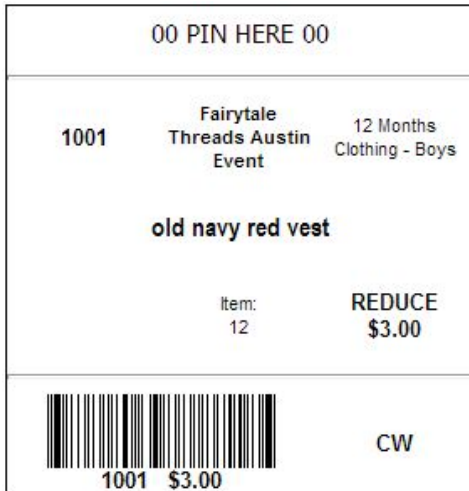 00 PIN HERE 00
1001
Fairytale
Threads Austin
Event
12 Months
Clothing - Boys
old navy red vest
Item:
12
REDUCE
$3.00
1001 $3.00
CW